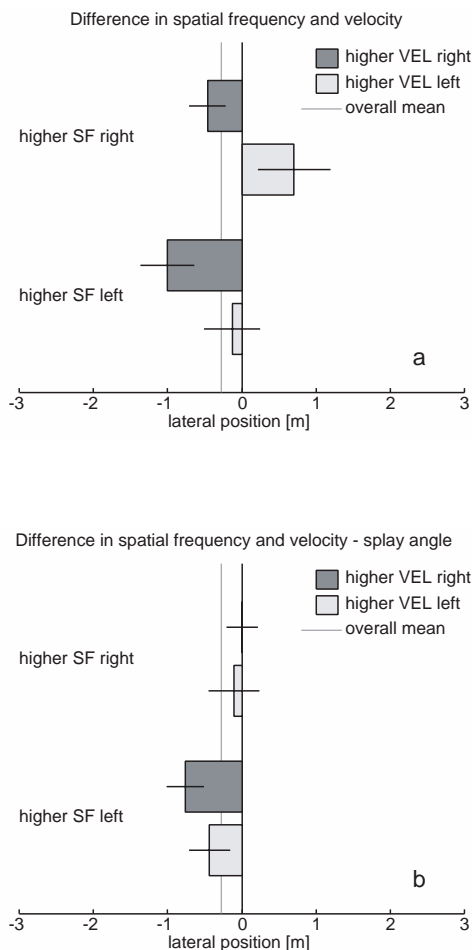 Difference in spatial frequency and velocity
higher VEL right
higher VEL left
overall mean
higher SF right
higher SF left
a
-3 -2 -1 0 1 2 3
lateral position [m]
Difference in spatial frequency and velocity - splay angle
higher VEL right
higher VEL left
overall mean
higher SF right
higher SF left
b
-3 -2 -1 0 1 2 3
lateral position [m]